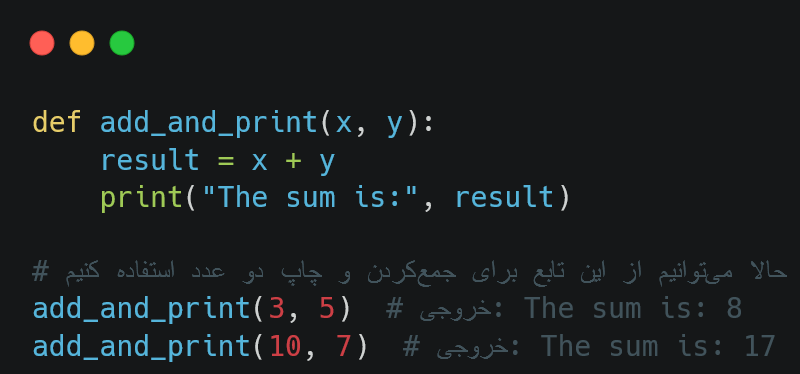 def add_and_print(x, y):
    result = x + y
    print("The sum is:", result)
# حالا می‌توانیم از این تابع برای جمع‌کردن و چاپ دو عدد استفاده کنیم
add_and_print(3, 5)  # خروجی: The sum is: 8
add_and_print(10, 7)  # خروجی: The sum is: 17